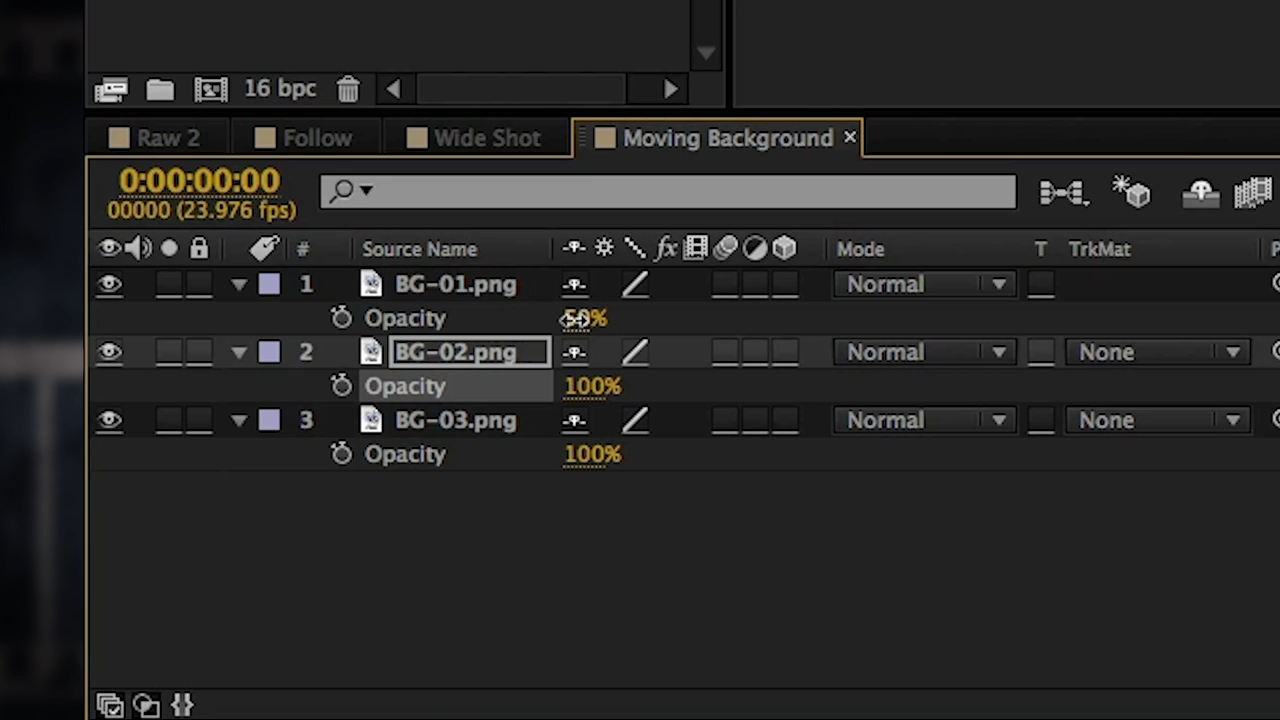 16 bpc
Raw 2 Follow Wide Shot Moving Background ×
0:00:00:00
00000 (23.976 fps)
# Source Name fx Mode T TrkMat
1 BG-01.png Normal
Opacity 50%
2 BG-02.png Normal None
Opacity 100%
3 BG-03.png Normal None
Opacity 100%